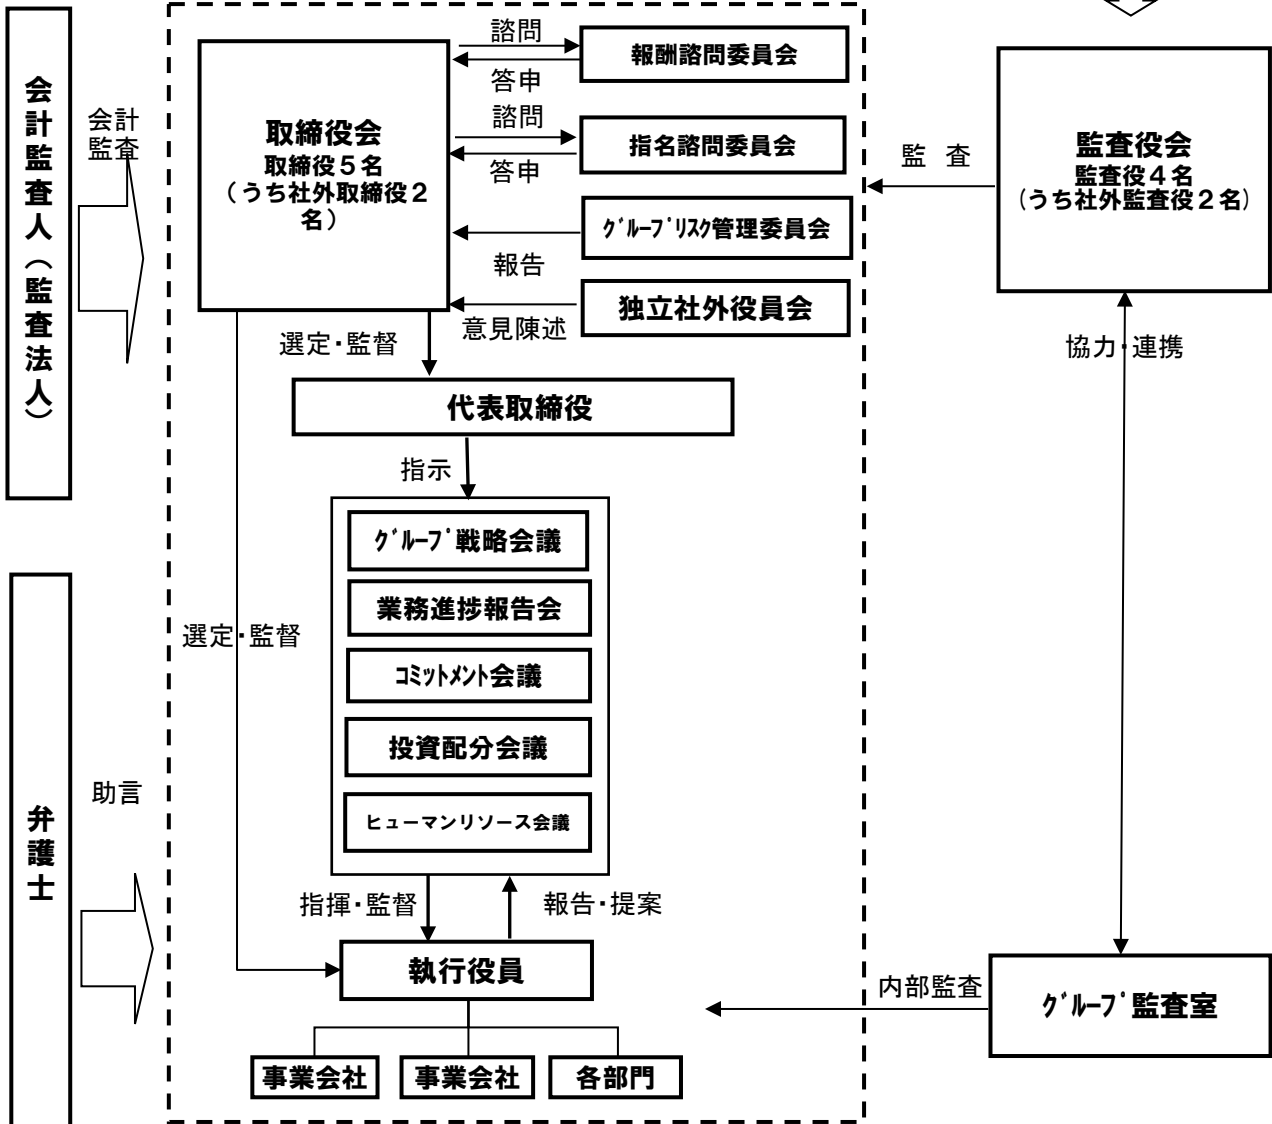 会計監査人（監査法人）
会計
監査
諮問
報酬諮問委員会
答申
諮問
取締役会
取締役５名
（うち社外取締役２
名）
指名諮問委員会
答申
監 査
監査役会
監査役４名
（うち社外監査役２名）
ｸﾞﾙｰﾌﾟﾘｽｸ管理委員会
報告
独立社外役員会
意見陳述
選定・監督
協力・連携
代表取締役
指示
ｸﾞﾙｰﾌﾟ戦略会議
業務進捗報告会
選定・監督
ｺﾐｯﾄﾒﾝﾄ会議
投資配分会議
ヒューマンリソース会議
弁護士
助言
指揮・監督
報告・提案
執行役員
内部監査
ｸﾞﾙｰﾌﾟ監査室
事業会社
事業会社
各部門